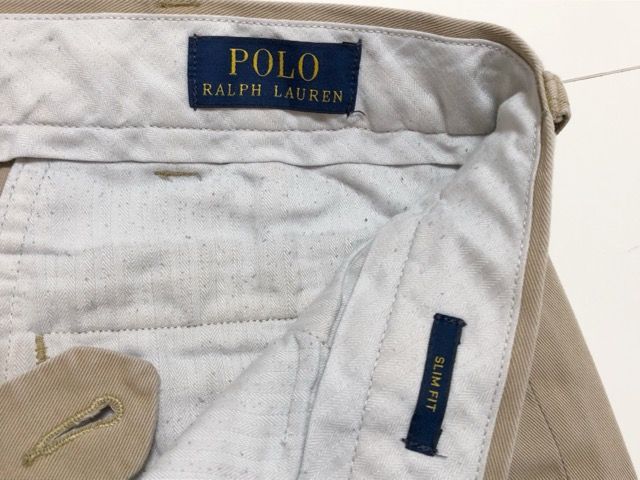 POLO
RALPH LAUREN
SLIM FIT